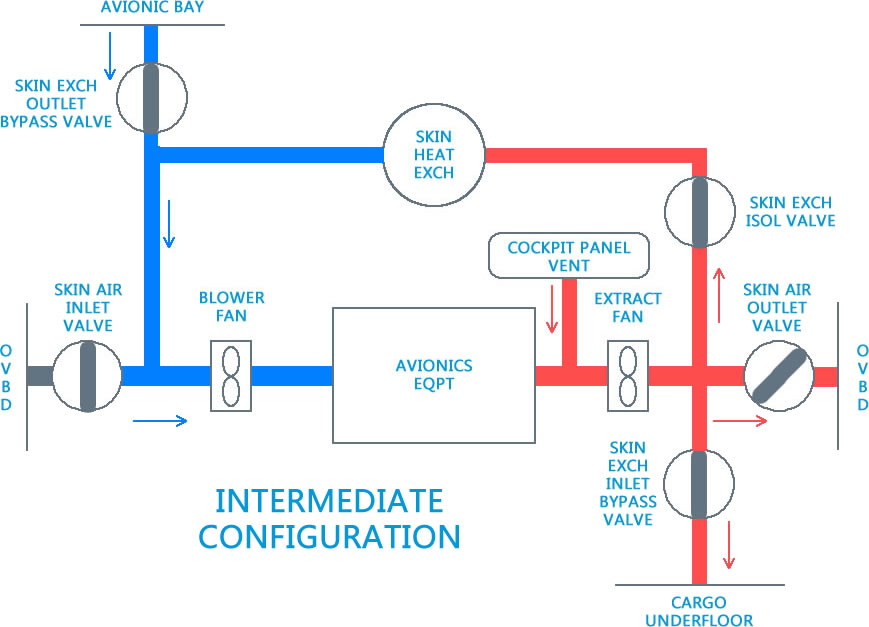 AVIONIC BAY
SKIN EXCH
OUTLET
BYPASS VALVE
SKIN
HEAT
EXCH
SKIN EXCH
ISOL VALVE
COCKPIT PANEL
VENT
SKIN AIR
INLET
VALVE
BLOWER
FAN
EXTRACT
FAN
SKIN AIR
OUTLET
VALVE
O
V
B
D
AVIONICS
EQPT
O
V
B
D
SKIN
EXCH
INLET
BYPASS
VALVE
INTERMEDIATE
CONFIGURATION
CARGO
UNDERFLOOR